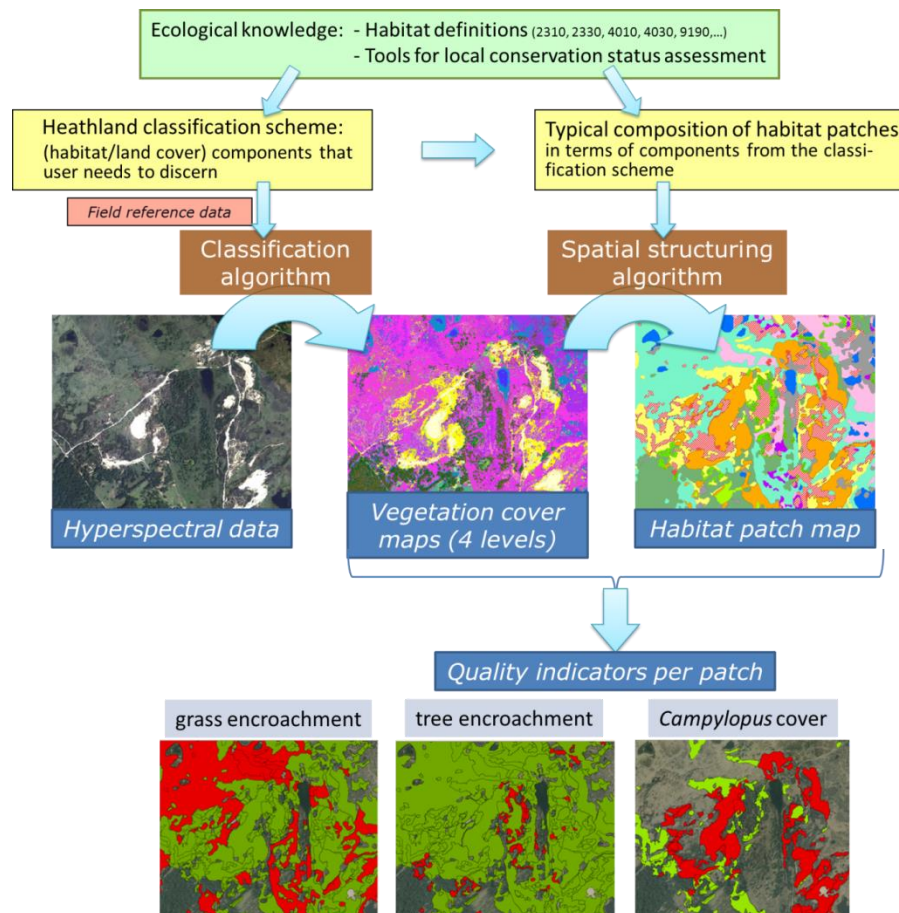 Ecological knowledge: - Habitat definitions (2310, 2330, 4010, 4030, 9190,...)
- Tools for local conservation status assessment
Heathland classification scheme:
(habitat/land cover) components that
user needs to discern
Typical composition of habitat patches
in terms of components from the classi-
fication scheme
Field reference data
Classification
algorithm
Spatial structuring
algorithm
Hyperspectral data
Vegetation cover
maps (4 levels)
Habitat patch map
Quality indicators per patch
grass encroachment
tree encroachment
Campylopus cover